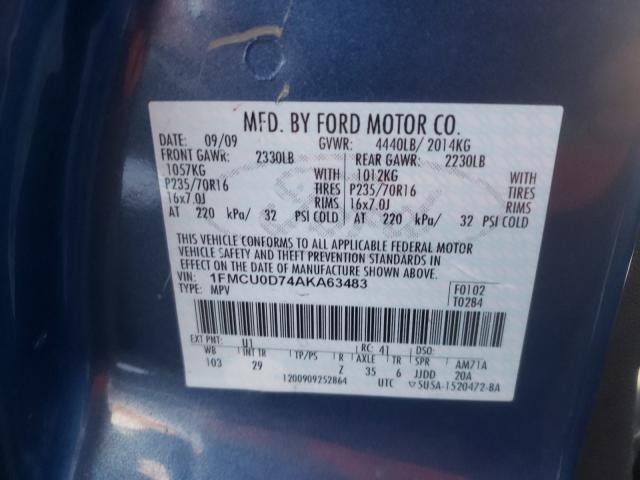 MFD. BY FORD MOTOR CO.
DATE: 09/09 GVWR: 4440LB/ 2014KG
FRONT GAWR: 2330LB REAR GAWR: 2230LB
1057KG WITH 1012KG WITH
P235/70R16 TIRES P235/70R16 TIRES
16x7.0J RIMS 16x7.0J RIMS
AT 220 kPa/ 32 PSI COLD AT 220 kPa/ 32 PSI COLD
THIS VEHICLE CONFORMS TO ALL APPLICABLE FEDERAL MOTOR
VEHICLE SAFETY AND THEFT PREVENTION STANDARDS IN
EFFECT ON THE DATE OF MANUFACTURE SHOWN ABOVE.
VIN: 1FMCU0D74AKA63483 F0102
TYPE: MPV T0284
EXT PNT: U1 RC: 41 DSO:
WB INT TR TP/PS R AXLE TR SPR AM71A
103 29 Z 35 6 JJDD 20A
1200909252864 UTC 5U5A-1520472-BA